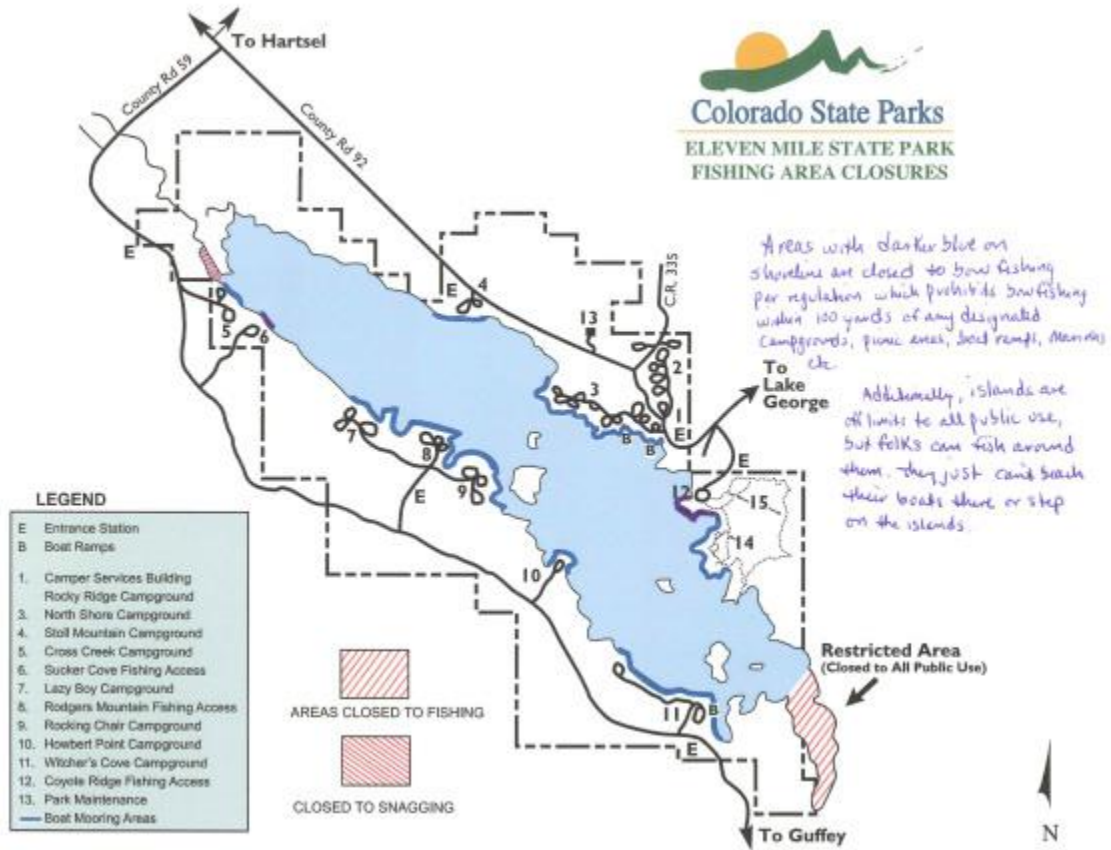 To Hartsel
County Rd 59
County Rd 92
Colorado State Parks
ELEVEN MILE STATE PARK
FISHING AREA CLOSURES
Areas with darker blue on
shoreline are closed to bow fishing
per regulation which prohibits bowfishing
within 100 yards of any designated
Campgrounds, picnic areas, boat ramps, Marinas
etc.
Additionally, islands are
off limits to all public use,
but folks can fish around
them. they just can't beach
their boats there or step
on the islands.
E
E
4
C.R. 335
13
5
6
2
3
1
E
B
B
To
Lake
George
E
7
8
9
E
12
15
14
10
11
B
E
Restricted Area
(Closed to All Public Use)
To Guffey
N
LEGEND
E Entrance Station
B Boat Ramps
1. Camper Services Building
Rocky Ridge Campground
3. North Shore Campground
4. Stoll Mountain Campground
5. Cross Creek Campground
6. Sucker Cove Fishing Access
7. Lazy Boy Campground
8. Rodgers Mountain Fishing Access
9. Rocking Chair Campground
10. Howbert Point Campground
11. Witcher's Cove Campground
12. Coyote Ridge Fishing Access
13. Park Maintenance
Boat Mooring Areas
AREAS CLOSED TO FISHING
CLOSED TO SNAGGING